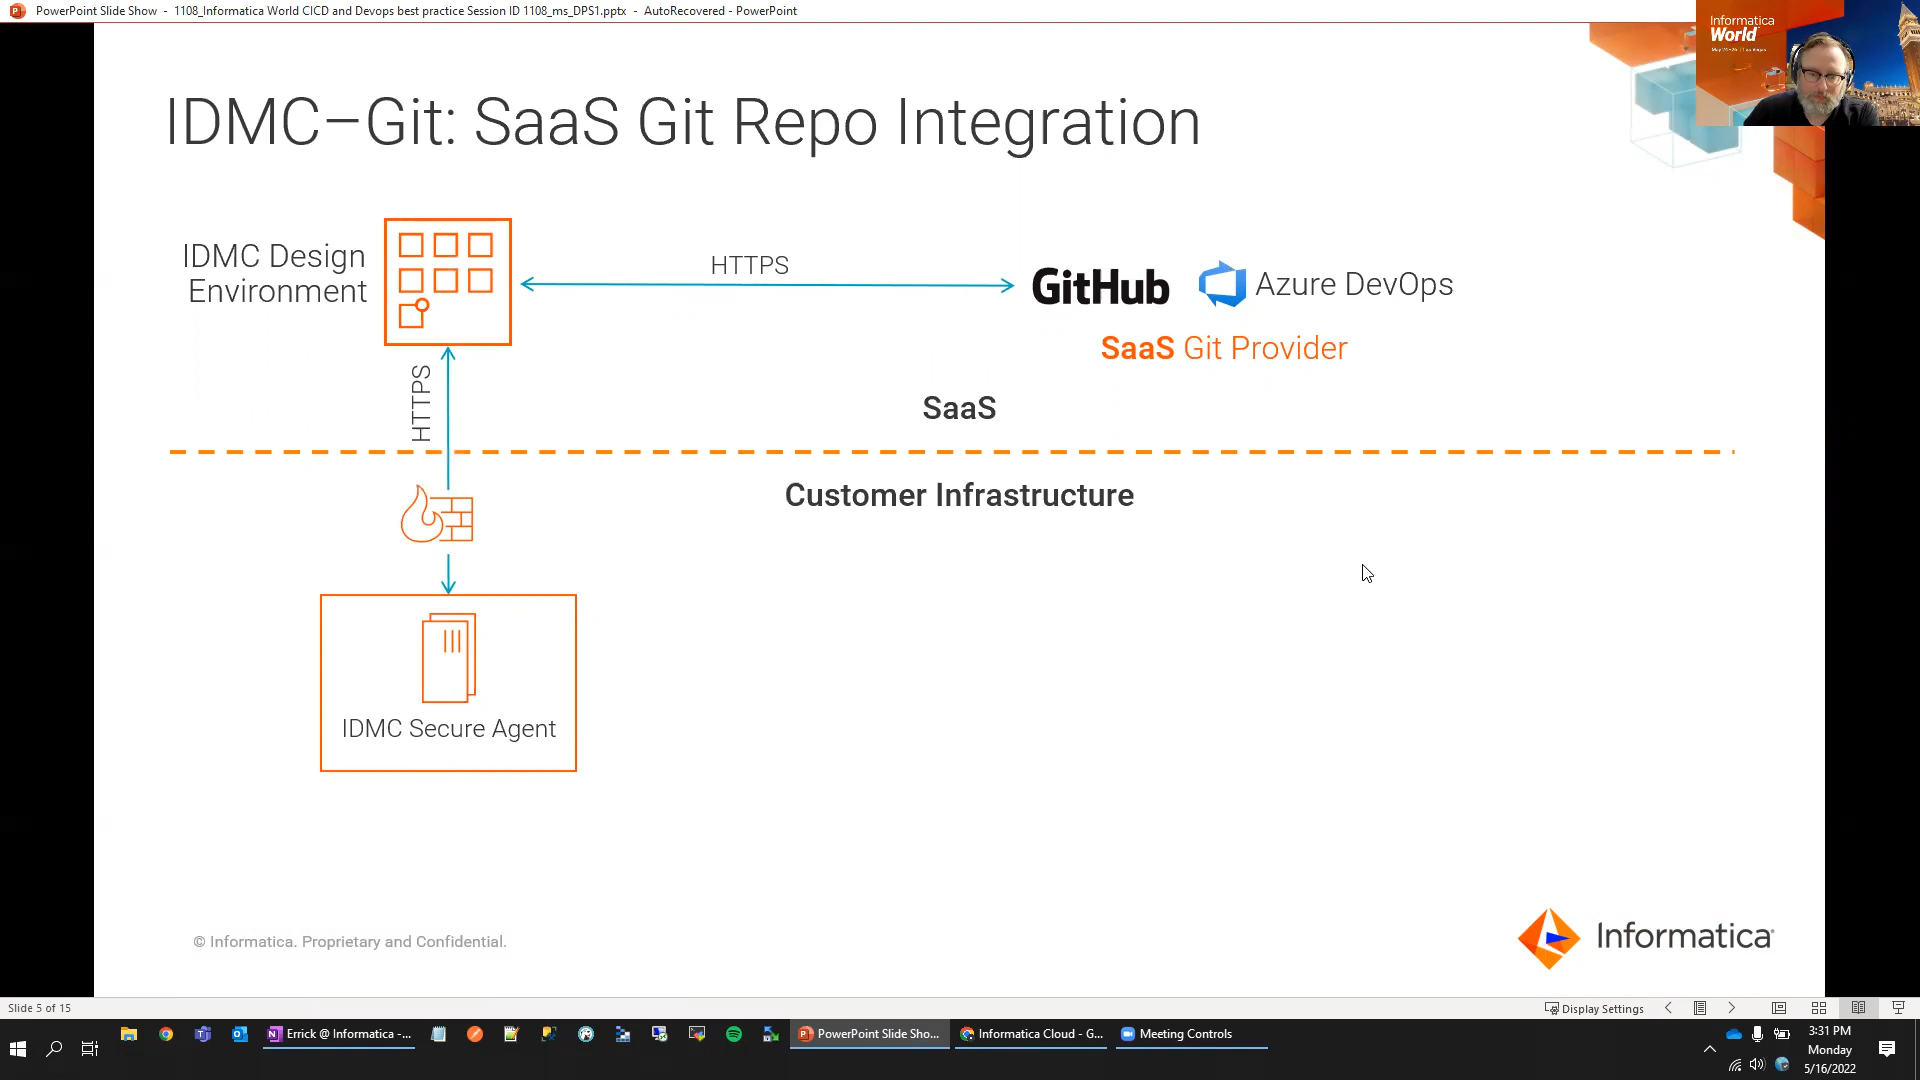 PowerPoint Slide Show - 1108_Informatica World CICD and Devops best practice Session ID 1108_ms_DPS1.pptx - AutoRecovered - PowerPoint
Informatica
World
IDMC–Git: SaaS Git Repo Integration
IDMC Design
Environment
HTTPS
GitHub
Azure DevOps
SaaS Git Provider
HTTPS
SaaS
Customer Infrastructure
IDMC Secure Agent
© Informatica. Proprietary and Confidential.
Informatica
Slide 5 of 15
Display Settings
Errick @ Informatica -...
PowerPoint Slide Sho...
Informatica Cloud - G...
Meeting Controls
3:31 PM
Monday
5/16/2022